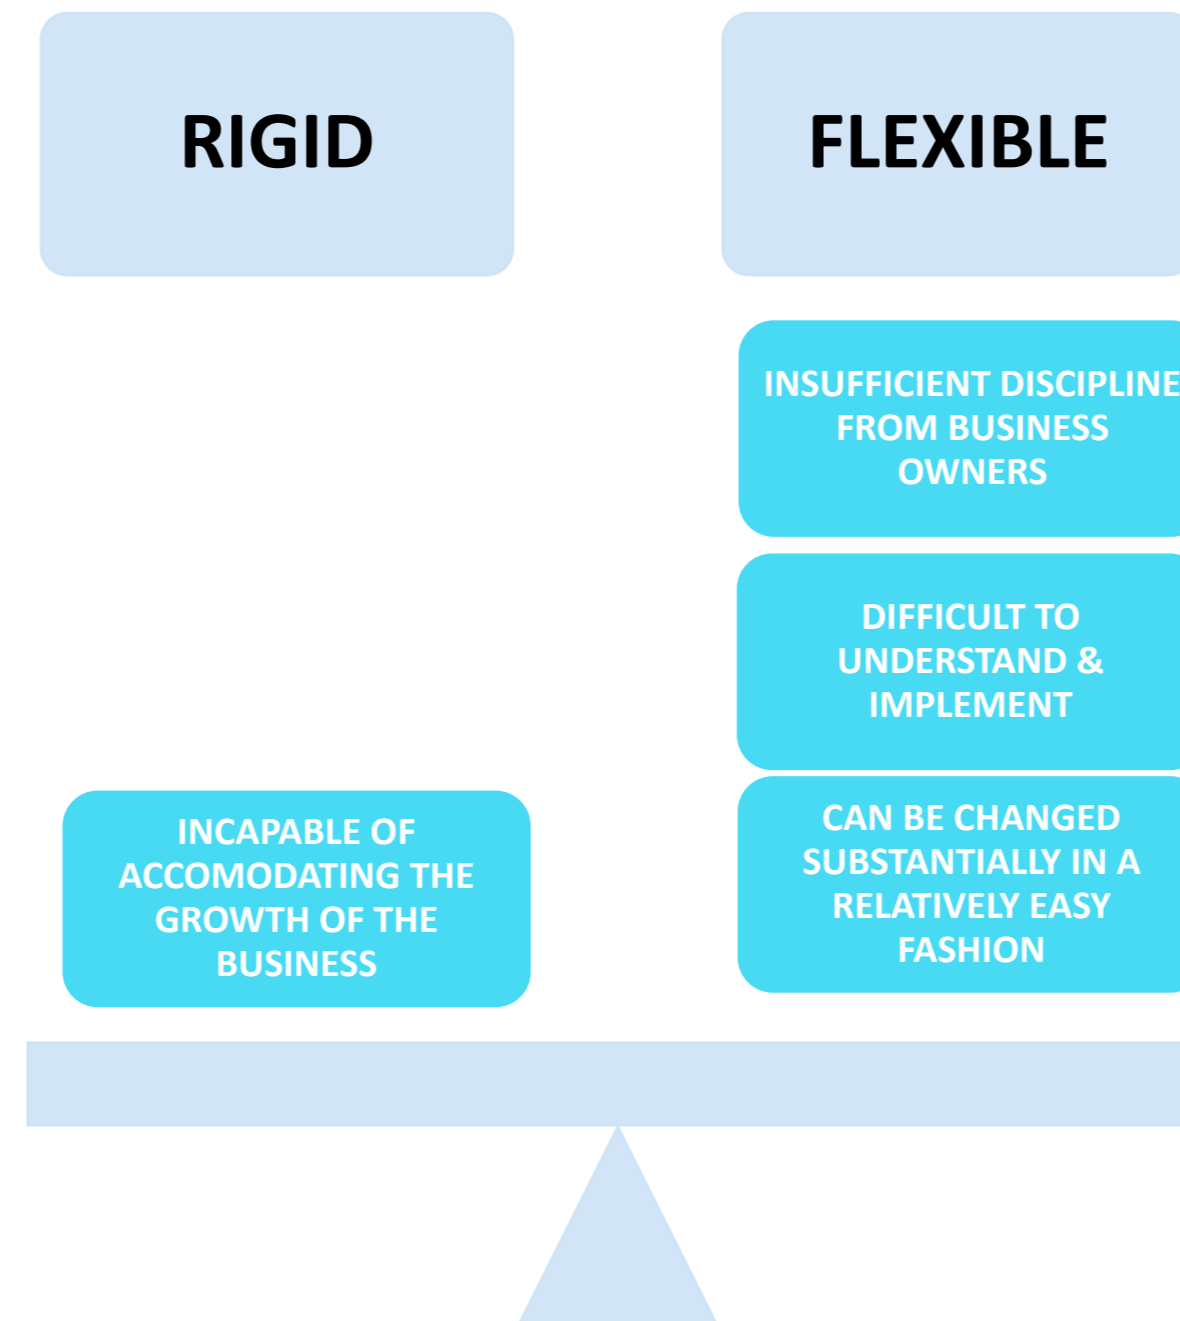 RIGID
FLEXIBLE
INSUFFICIENT DISCIPLINE
FROM BUSINESS
OWNERS
DIFFICULT TO
UNDERSTAND &
IMPLEMENT
INCAPABLE OF
ACCOMODATING THE
GROWTH OF THE
BUSINESS
CAN BE CHANGED
SUBSTANTIALLY IN A
RELATIVELY EASY
FASHION